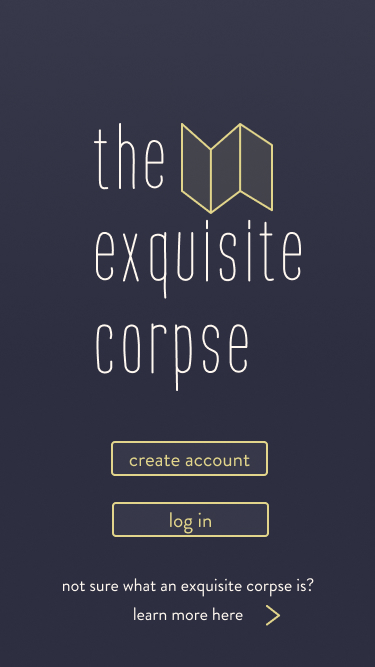 the
exquisite
corpse
create account
log in
not sure what an exquisite corpse is?
learn more here